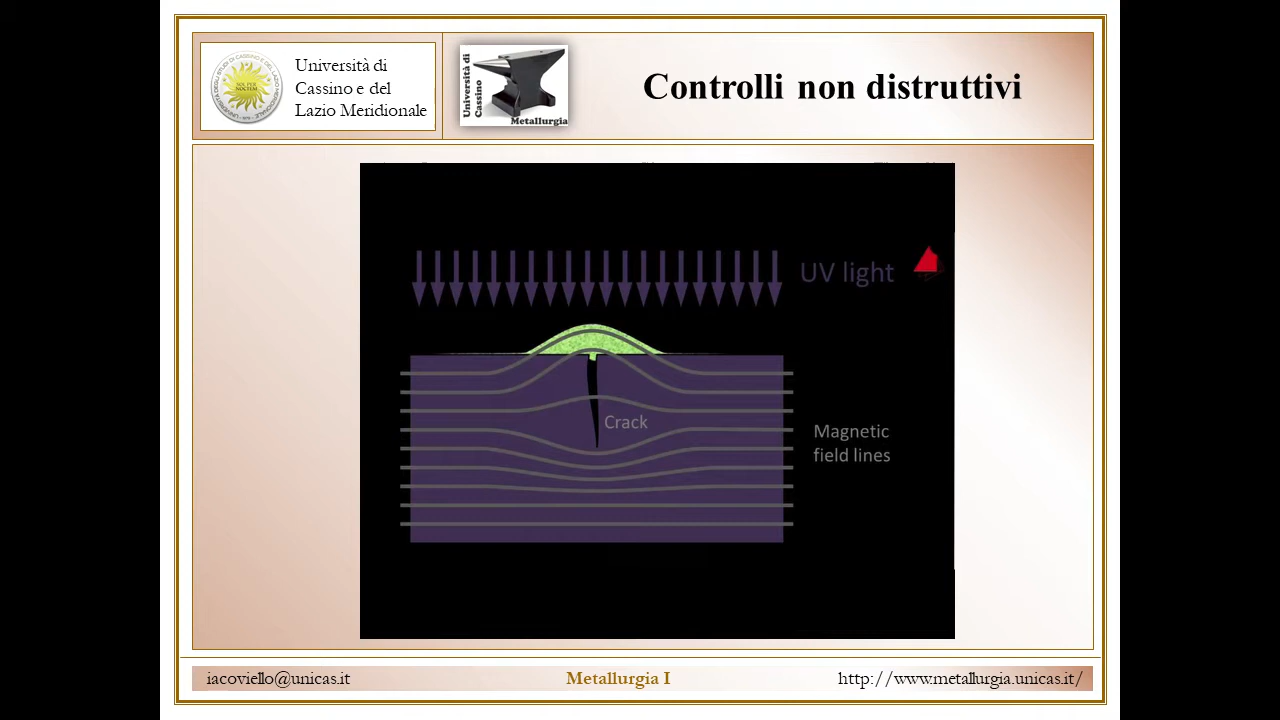 Università di
Cassino e del
Lazio Meridionale
Università di
Cassino
Metallurgia
Controlli non distruttivi
UV light
Crack
Magnetic
field lines
iacoviello@unicas.it
Metallurgia I
http://www.metallurgia.unicas.it/